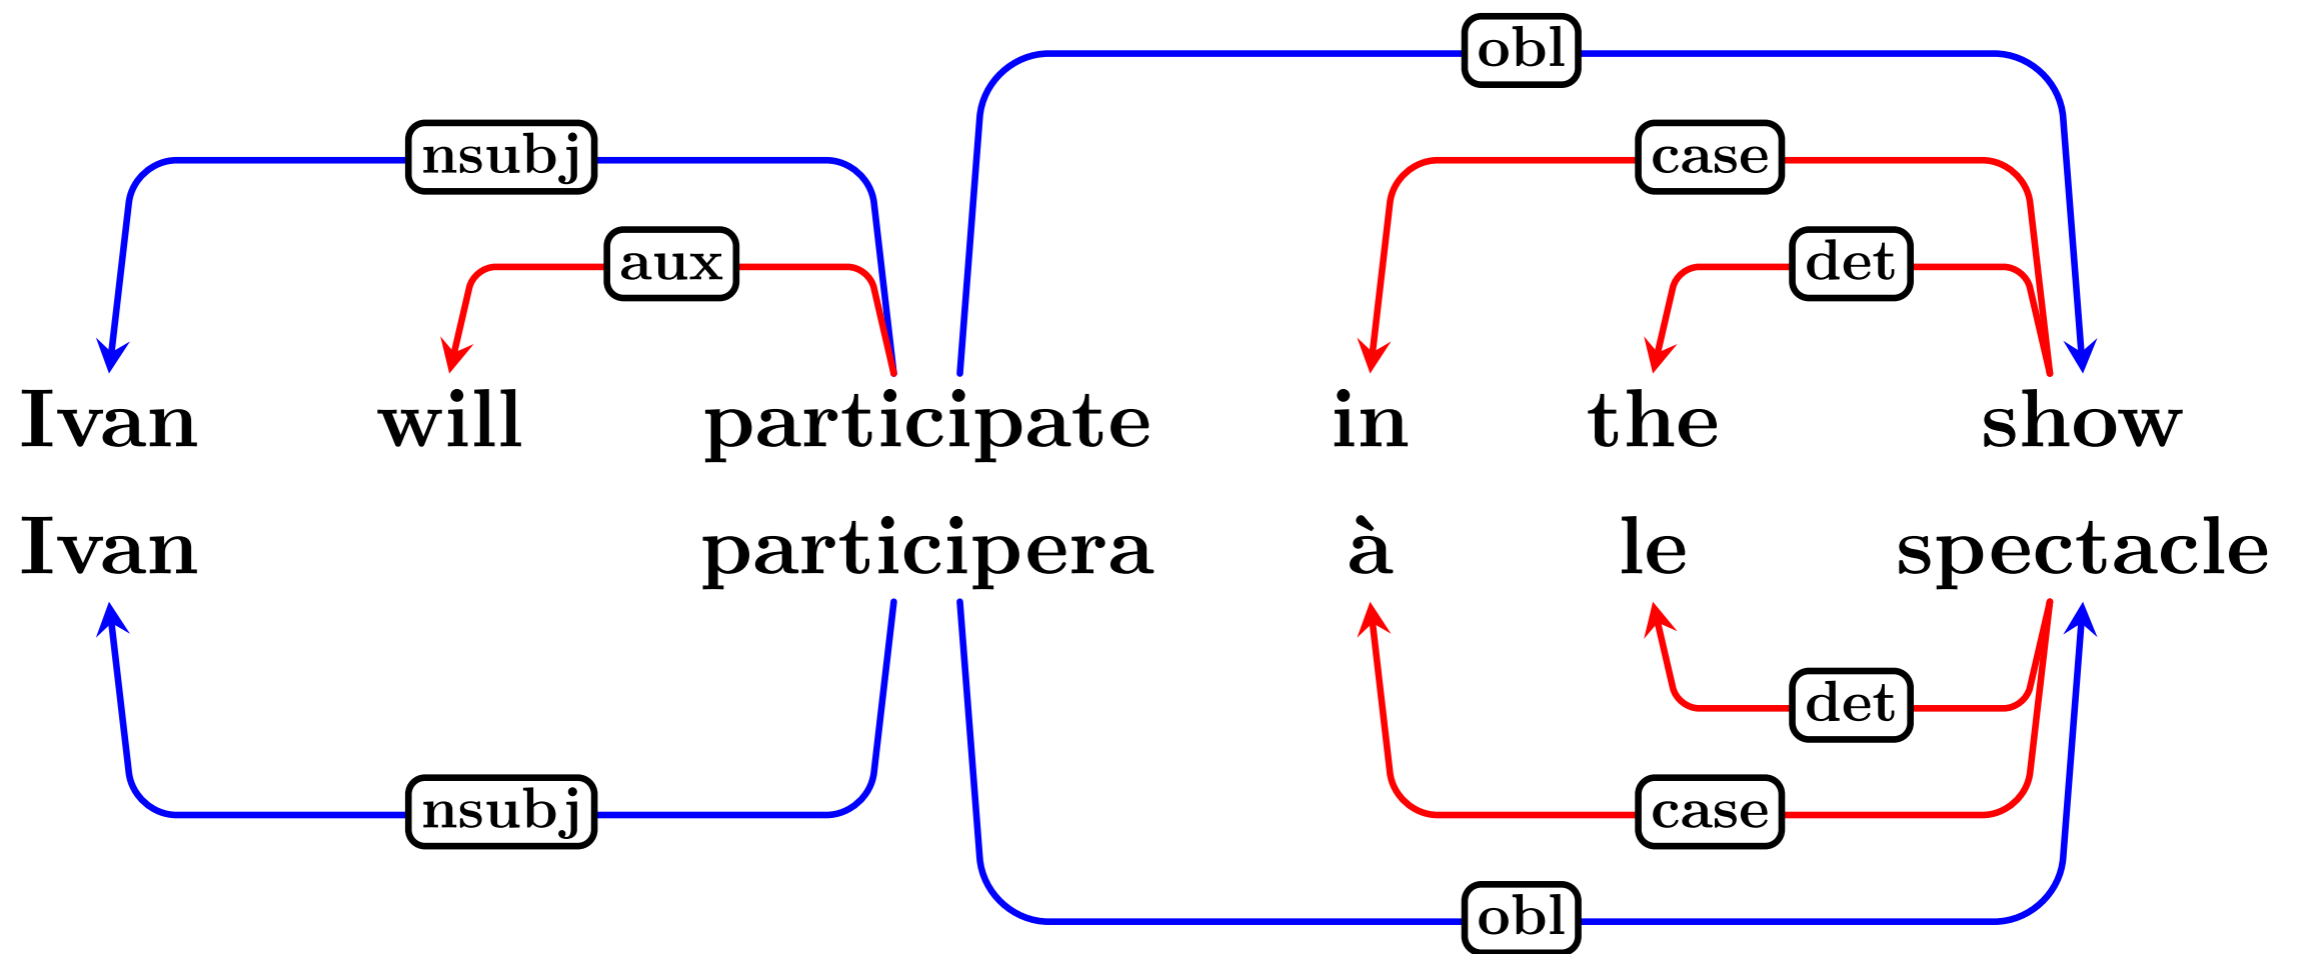 obl
nsubj case
aux det
Ivan will participate in the show
Ivan participera à le spectacle
det
nsubj case
obl